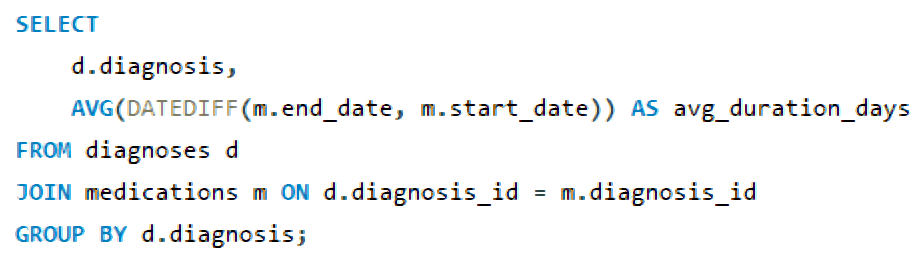 SELECT
    d.diagnosis,
    AVG(DATEDIFF(m.end_date, m.start_date)) AS avg_duration_days
FROM diagnoses d
JOIN medications m ON d.diagnosis_id = m.diagnosis_id
GROUP BY d.diagnosis;